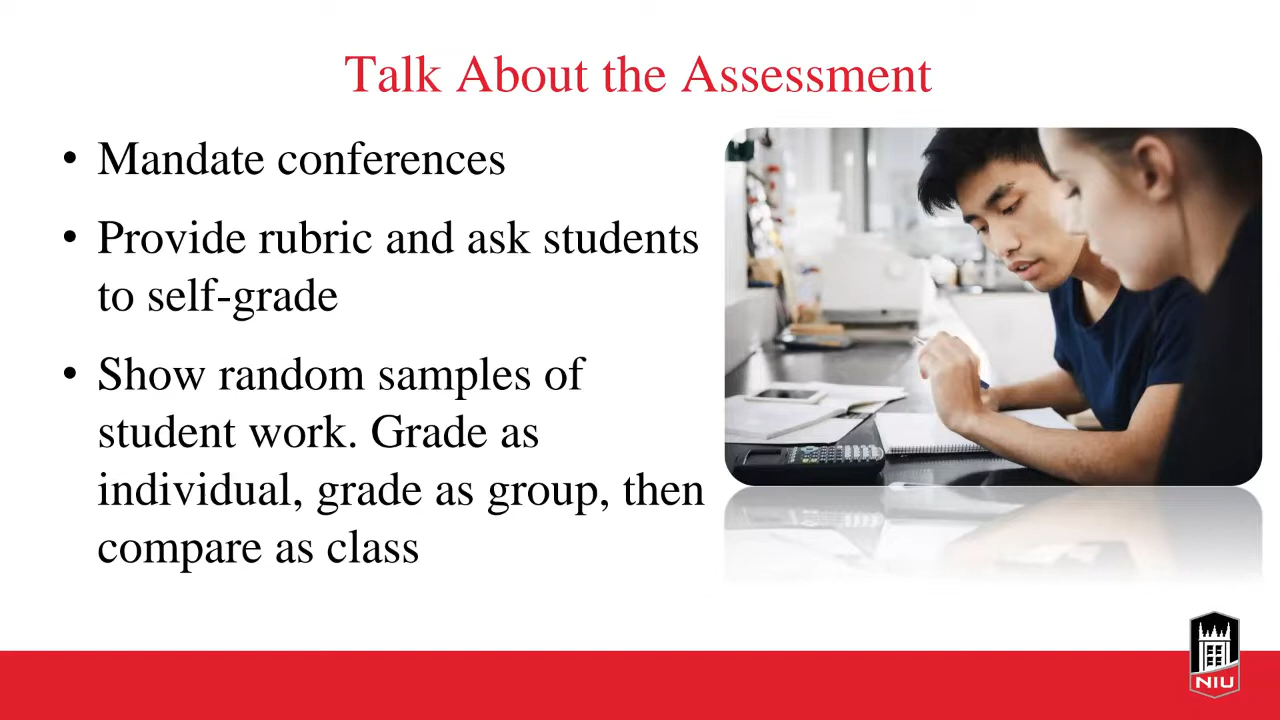 Talk About the Assessment
• Mandate conferences
• Provide rubric and ask students
to self-grade
• Show random samples of
student work. Grade as
individual, grade as group, then
compare as class
NIU